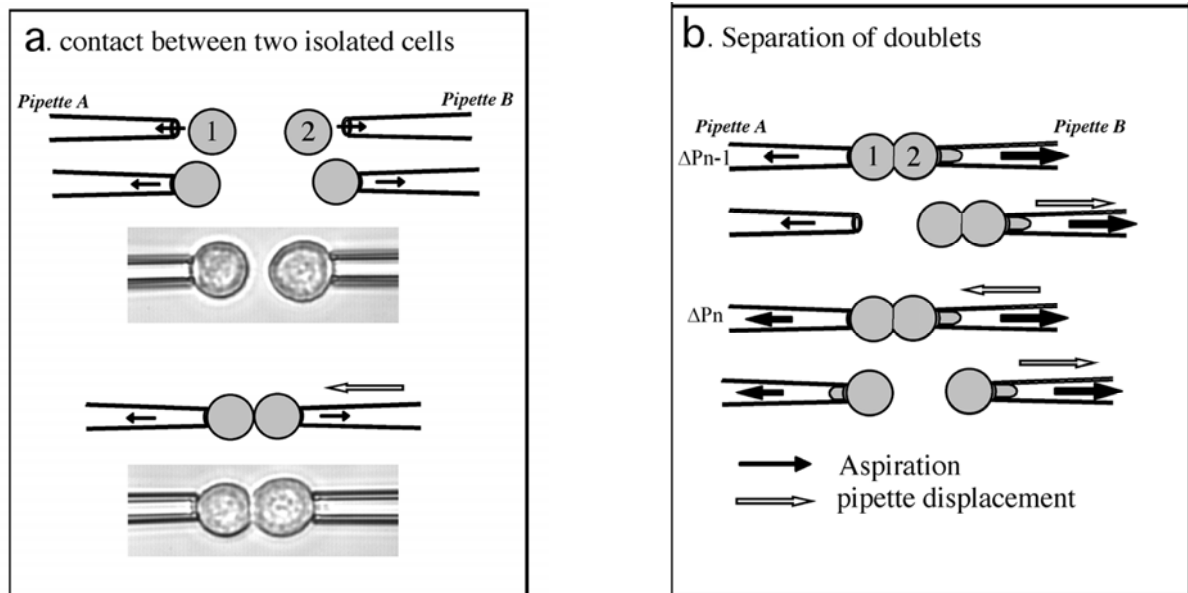 a. contact between two isolated cells
Pipette A
Pipette B
1
2
b. Separation of doublets
Pipette A
Pipette B
ΔPn-1
1
2
ΔPn
Aspiration
pipette displacement